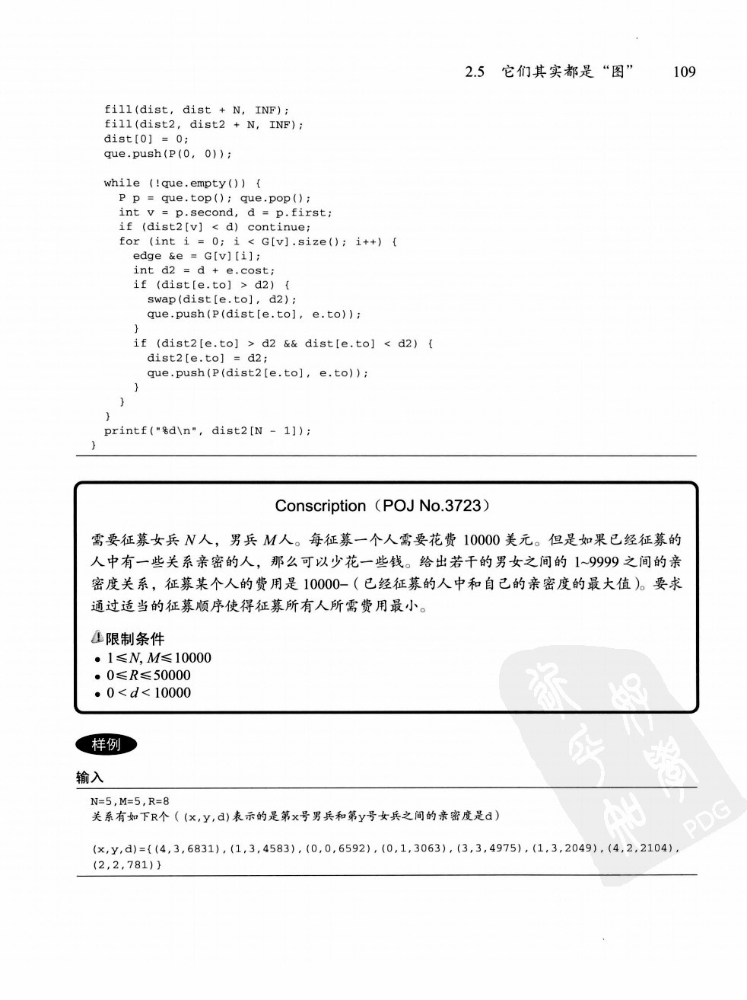 2.5 它们其实都是“图” 109
fill(dist, dist + N, INF);
fill(dist2, dist2 + N, INF);
dist[0] = 0;
que.push(P(0, 0));
while (!que.empty()) {
P p = que.top(); que.pop();
int v = p.second, d = p.first;
if (dist2[v] < d) continue;
for (int i = 0; i < G[v].size(); i++) {
edge &e = G[v][i];
int d2 = d + e.cost;
if (dist[e.to] > d2) {
swap(dist[e.to], d2);
que.push(P(dist[e.to], e.to));
}
if (dist2[e.to] > d2 && dist[e.to] < d2) {
dist2[e.to] = d2;
que.push(P(dist2[e.to], e.to));
}
}
}
printf("%d\n", dist2[N - 1]);
}
Conscription（POJ No.3723）
需要征募女兵 N人，男兵 M人。每征募一个人需要花费 10000 美元。但是如果已经征募的
人中有一些关系亲密的人，那么可以少花一些钱。给出若干的男女之间的 1~9999 之间的亲
密度关系，征募某个人的费用是 10000–（已经征募的人中和自己的亲密度的最大值）。要求
通过适当的征募顺序使得征募所有人所需费用最小。
限制条件
● 1≤N, M≤10000
● 0≤R≤50000
● 0<d<10000
样例
输入
N=5,M=5,R=8
关系有如下R个（(x,y,d)表示的是第x号男兵和第y号女兵之间的亲密度是d）
(x,y,d)={(4,3,6831),(1,3,4583),(0,0,6592),(0,1,3063),(3,3,4975),(1,3,2049),(4,2,2104),
(2,2,781)}
PDG